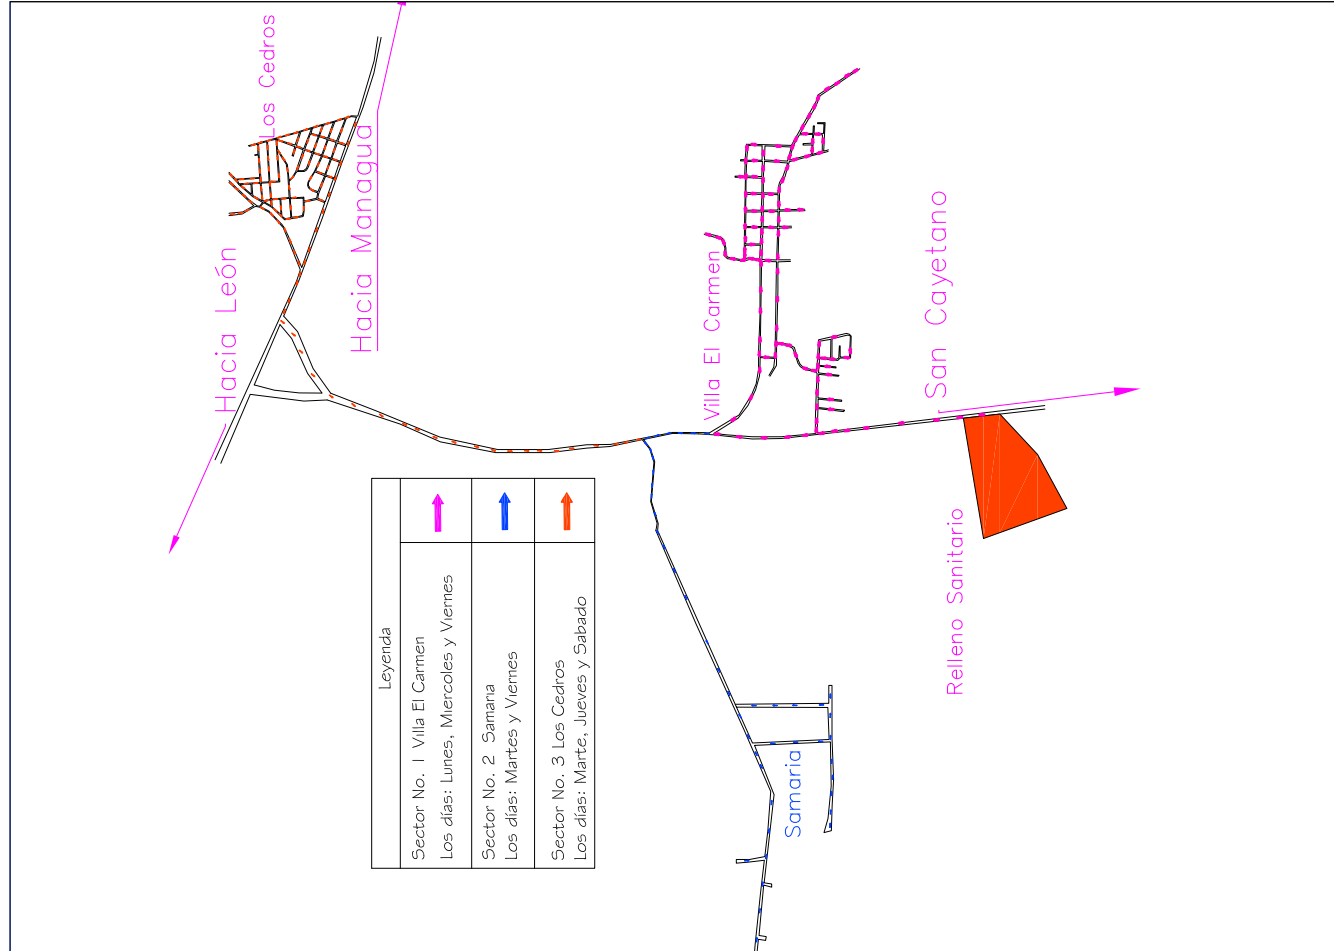 Los Cedros
Hacia León
Hacia Managua
Villa El Carmen
San Cayetano
Relleno Sanitario
Samaria
Leyenda
Sector No. 1 Villa El Carmen
Los días: Lunes, Miercoles y Viernes
Sector No. 2 Samaria
Los días: Martes y Viernes
Sector No. 3 Los Cedros
Los días: Marte, Jueves y Sabado